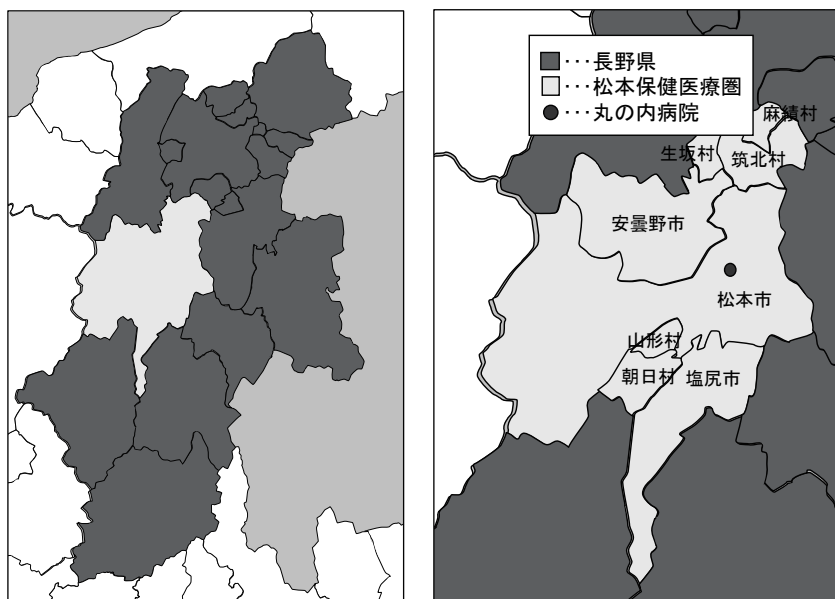 ■･･･長野県
■･･･松本保健医療圏
●･･･丸の内病院
麻績村
生坂村
筑北村
安曇野市
松本市
山形村
朝日村
塩尻市